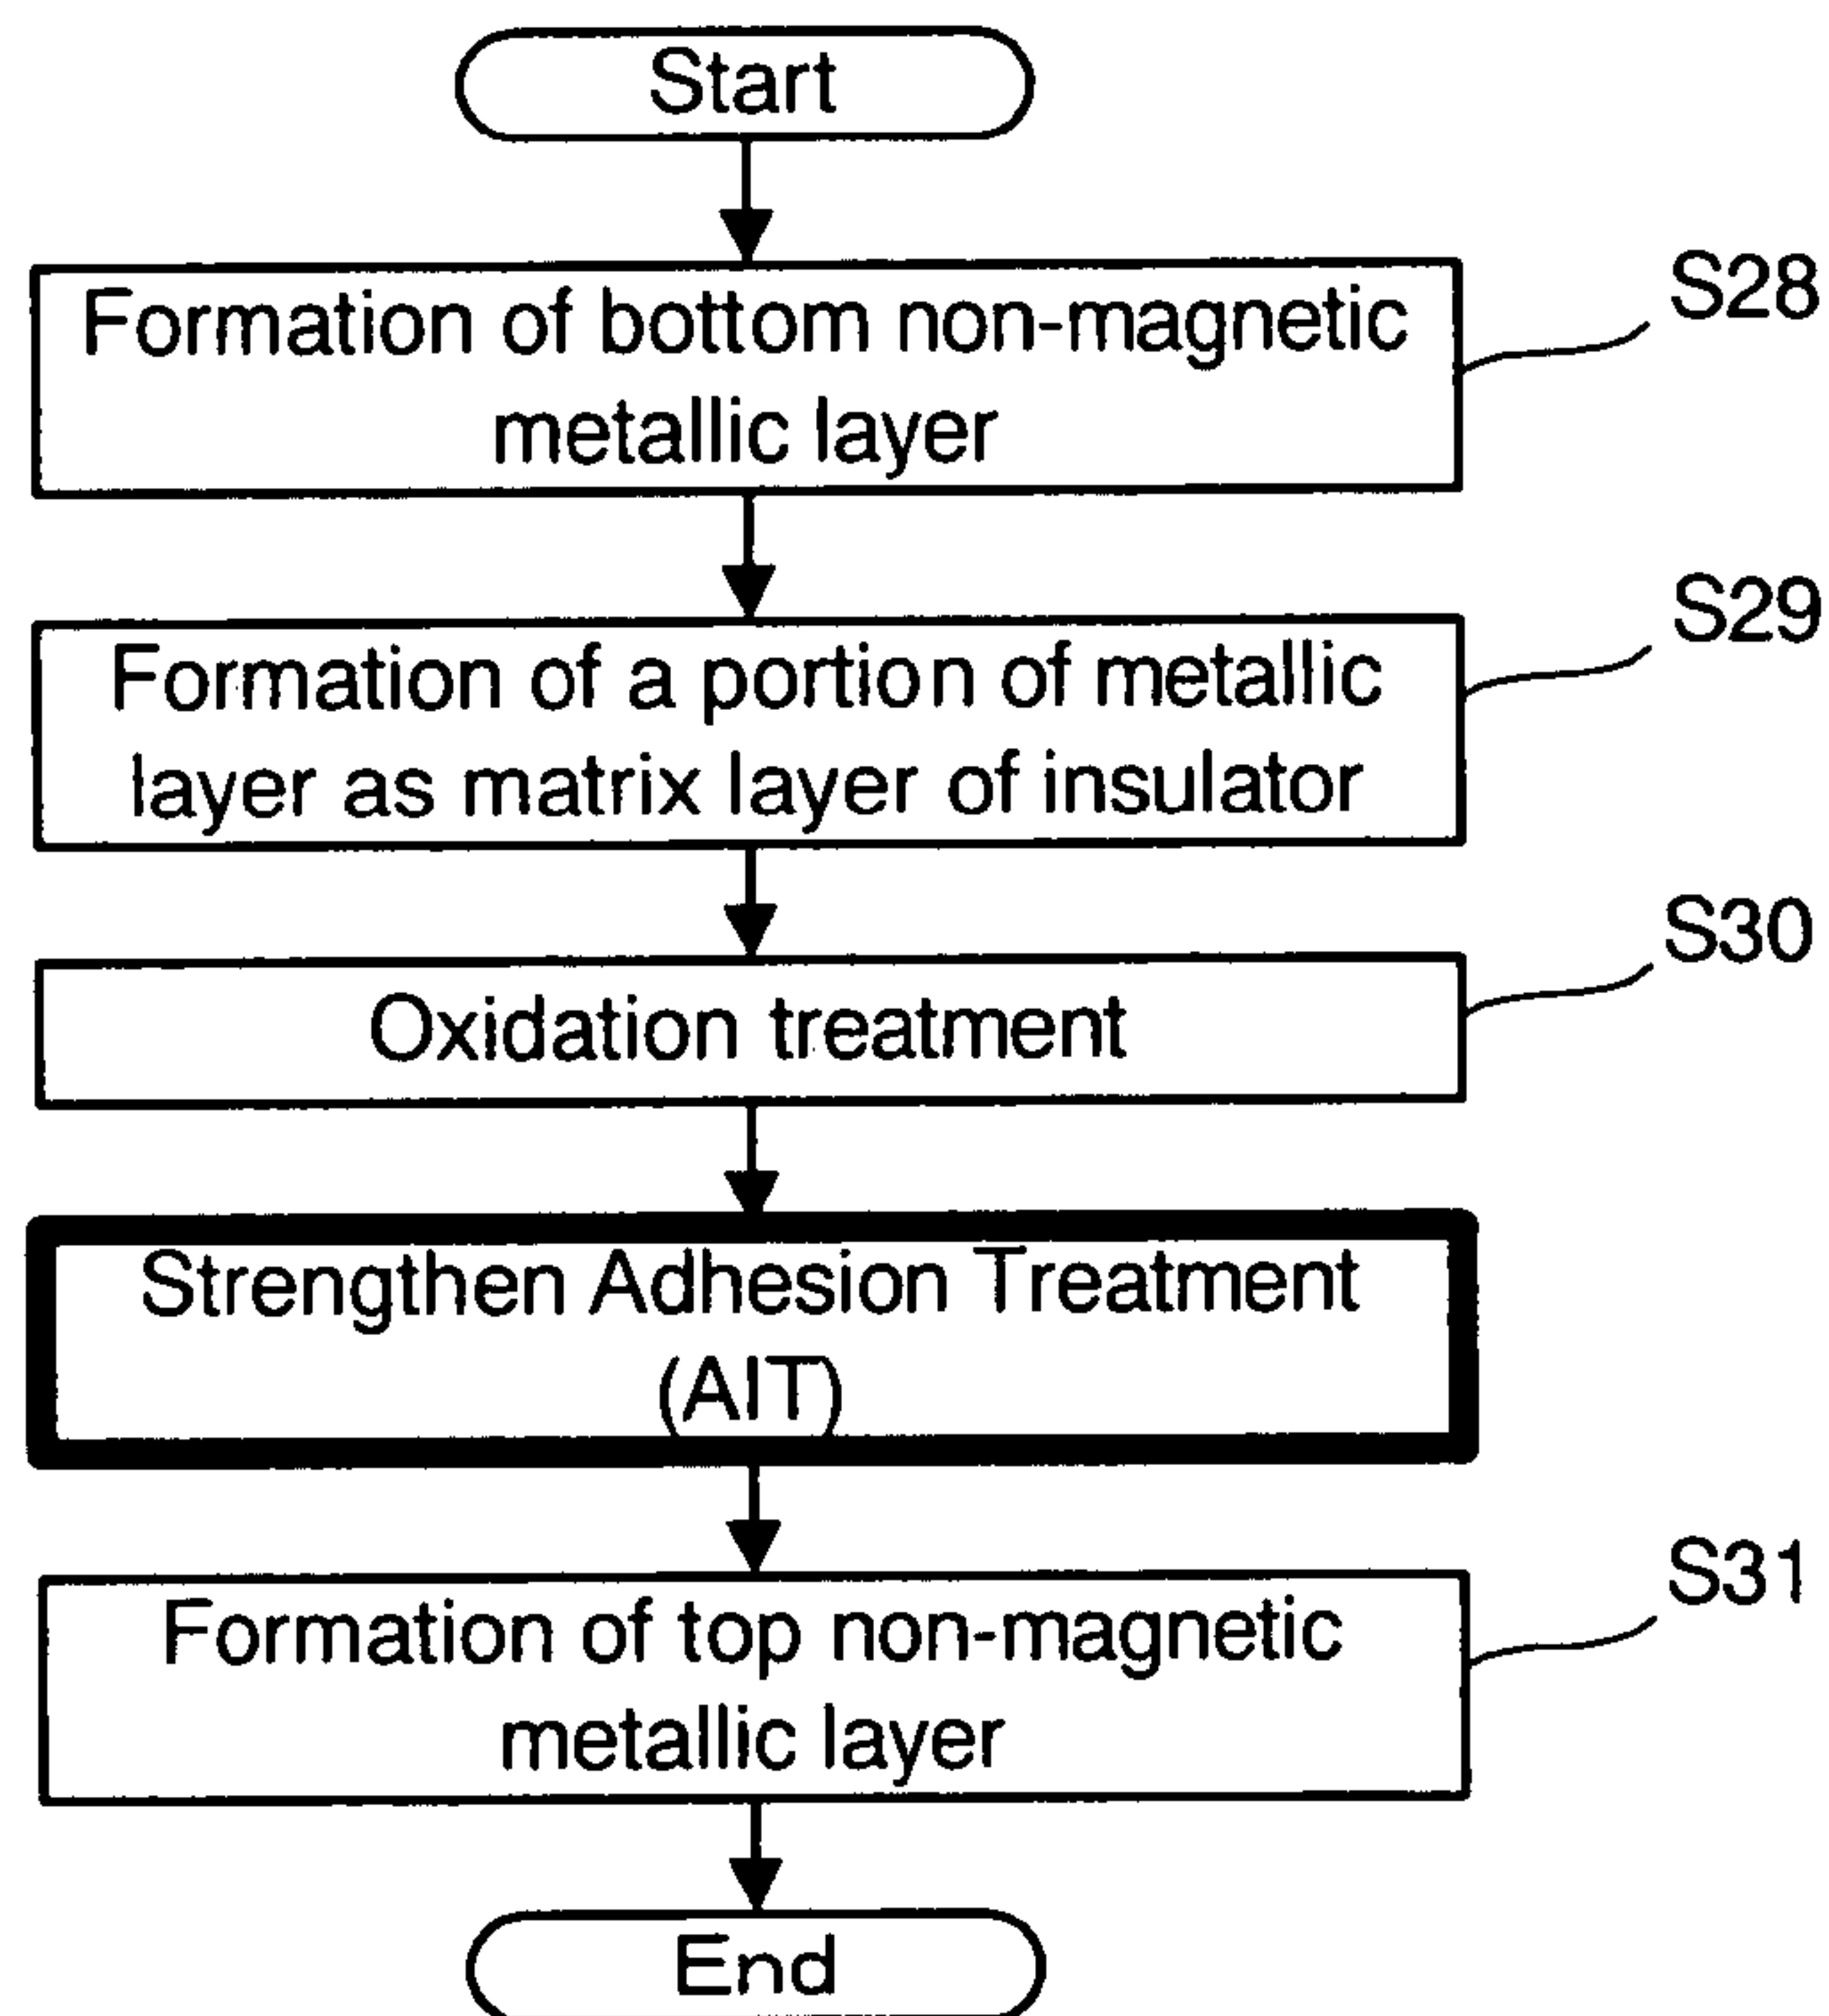 Start
Formation of bottom non-magnetic
metallic layer
S28
Formation of a portion of metallic
layer as matrix layer of insulator
S29
Oxidation treatment
S30
Strengthen Adhesion Treatment
(AIT)
Formation of top non-magnetic
metallic layer
S31
End